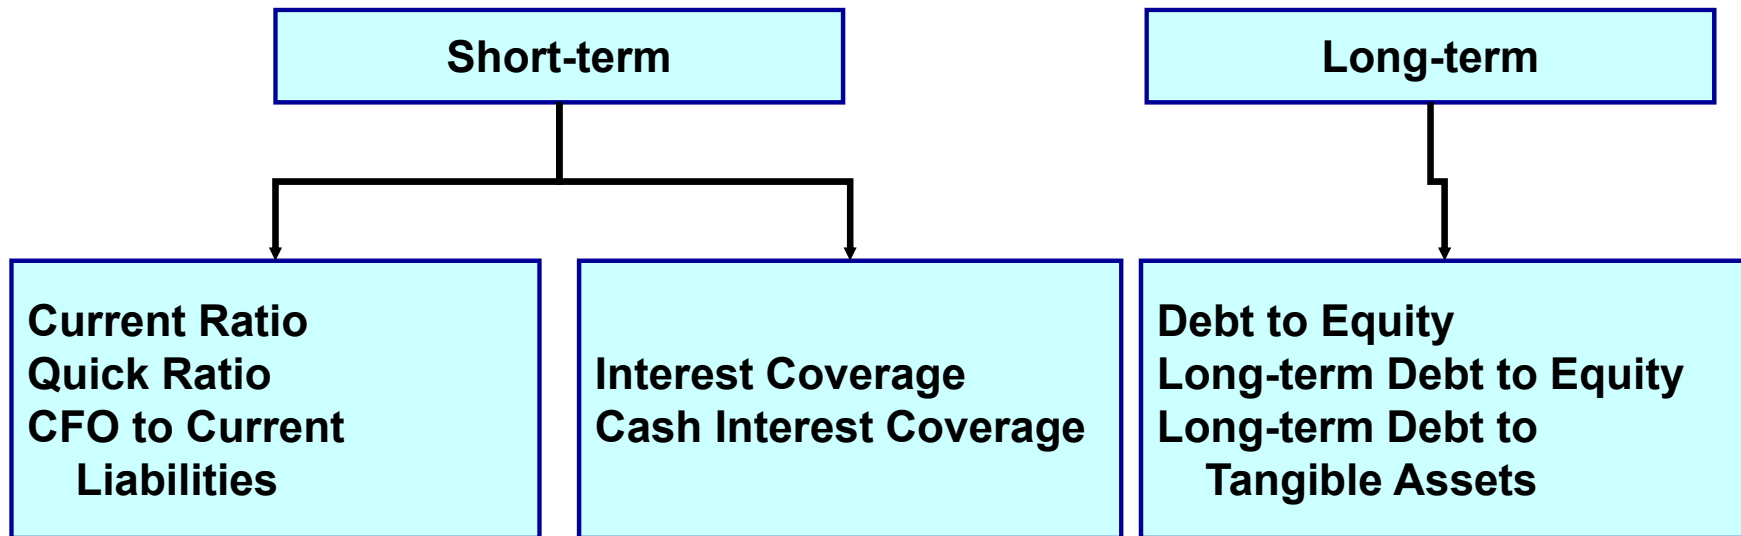 Short-term
Long-term
Current Ratio
Quick Ratio
CFO to Current
Liabilities
Interest Coverage
Cash Interest Coverage
Debt to Equity
Long-term Debt to Equity
Long-term Debt to
Tangible Assets